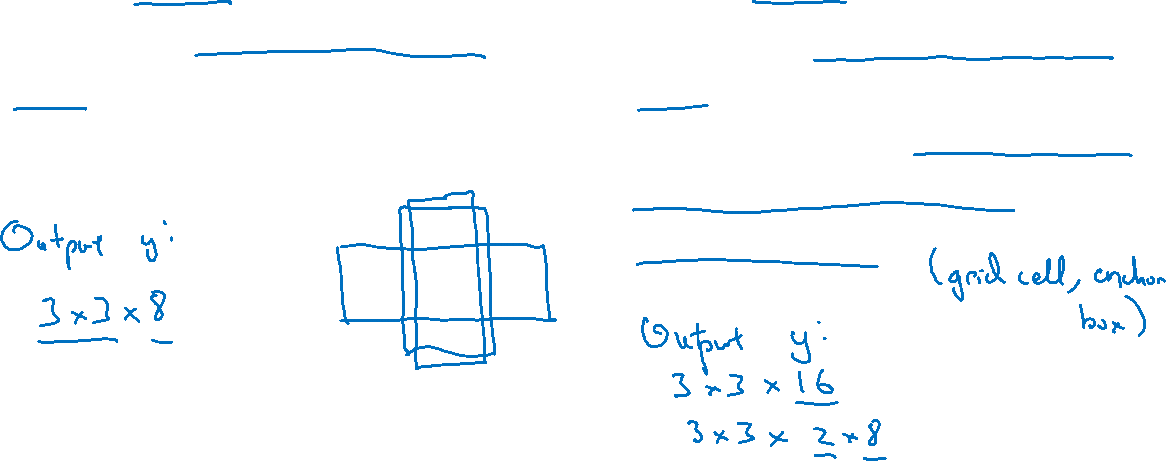 Output y:
3 × 3 × 8
(grid cell, anchor
box)
Output y:
3 × 3 × 16
3 × 3 × 2 × 8